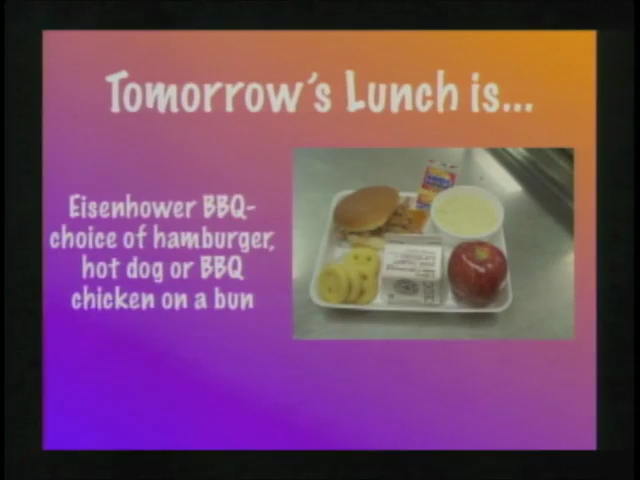 Tomorrow's Lunch is...
Eisenhower BBQ-
choice of hamburger,
hot dog or BBQ
chicken on a bun